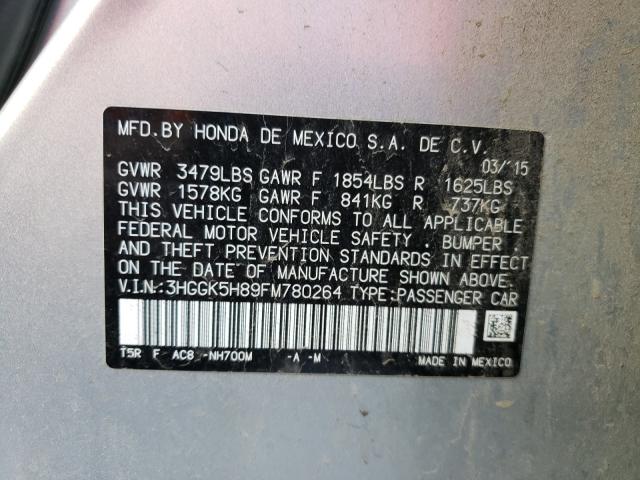 MFD.BY HONDA DE MEXICO S.A. DE C.V.
03/'15
GVWR 3479LBS GAWR F 1854LBS R 1625LBS
GVWR 1578KG GAWR F 841KG R 737KG
THIS VEHICLE CONFORMS TO ALL APPLICABLE
FEDERAL MOTOR VEHICLE SAFETY . BUMPER
AND THEFT PREVENTION STANDARDS IN EFFECT
ON THE DATE OF MANUFACTURE SHOWN ABOVE.
V.I.N.:3HGGK5H89FM780264 TYPE:PASSENGER CAR
T5R F AC8 -NH700M -A -M MADE IN MEXICO